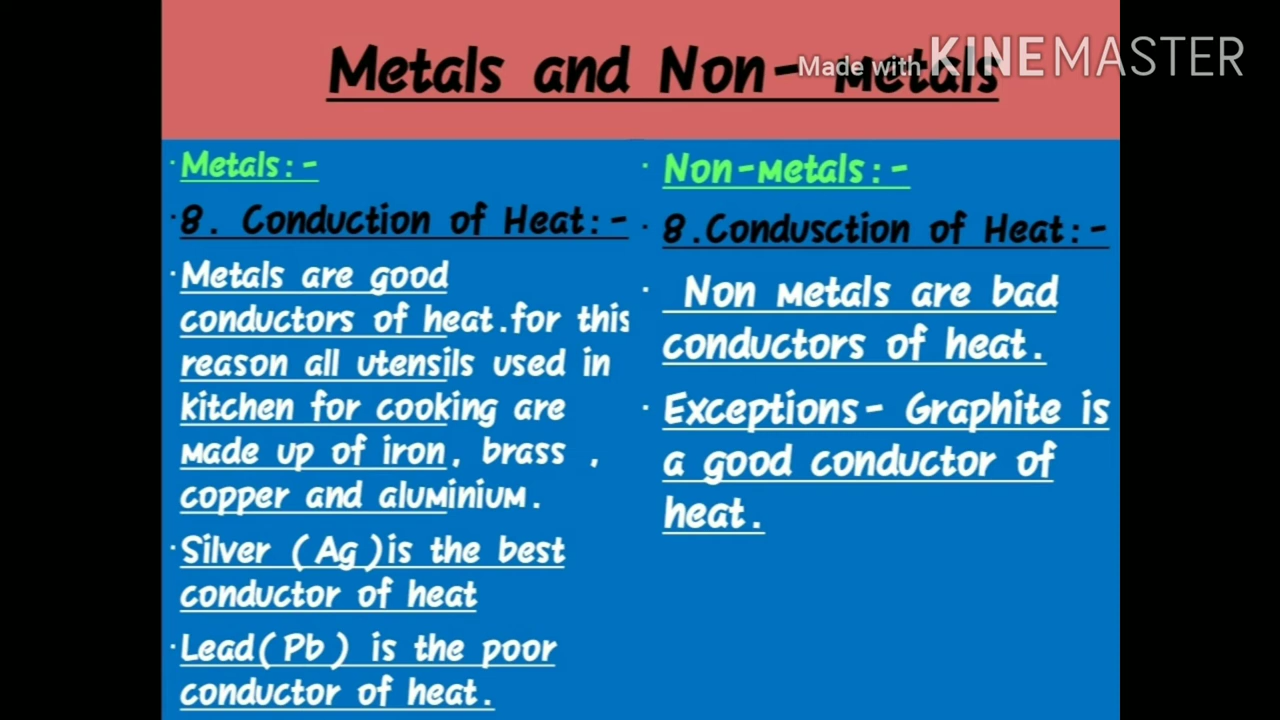 Metals and Non-Metals
Made with KINEMASTER
Metals:-
8. Conduction of Heat:-
Metals are good
conductors of heat.for this
reason all utensils used in
kitchen for cooking are
made up of iron, brass ,
copper and aluminium.
Silver (Ag)is the best
conductor of heat
Lead(Pb) is the poor
conductor of heat.
Non-metals:-
8.Condusction of Heat:-
Non Metals are bad
conductors of heat.
Exceptions- Graphite is
a good conductor of
heat.